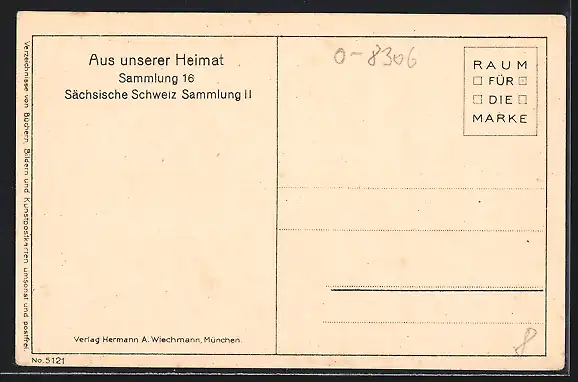 Aus unserer Heimat
Sammlung 16
Sächsische Schweiz Sammlung II
Verlag Hermann A. Wiechmann, München.
No. 5121
Verzeichnisse von Büchern, Bildern und Kunstpostkarten umsonst und postfrei.
0-8306
RAUM
FÜR
DIE
MARKE
8